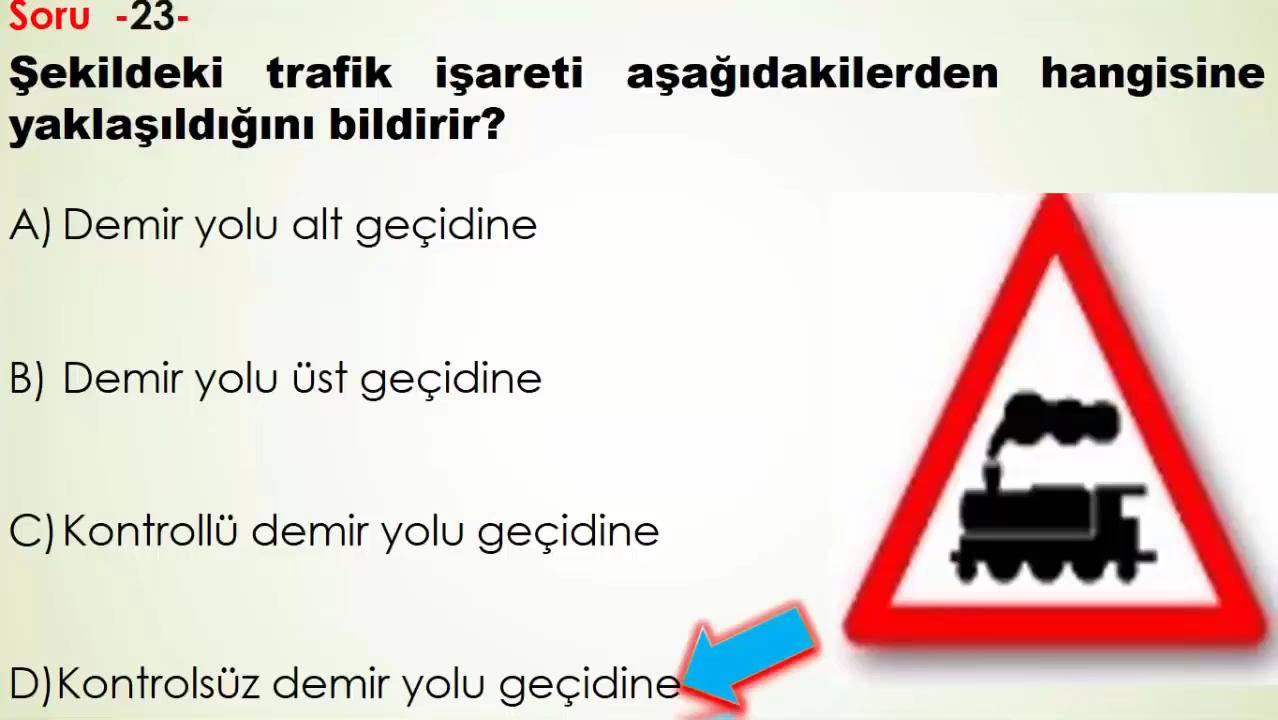 Soru -23-
Şekildeki trafik işareti aşağıdakilerden hangisine
yaklaşıldığını bildirir?
A) Demir yolu alt geçidine
B) Demir yolu üst geçidine
C) Kontrollü demir yolu geçidine
D)Kontrolsüz demir yolu geçidine